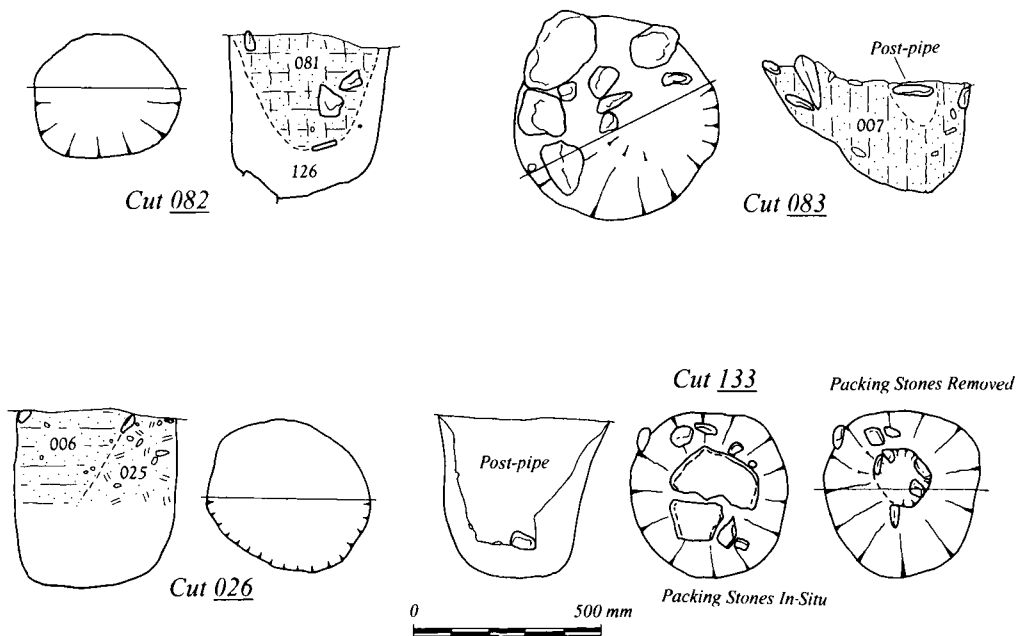 081
126
Cut 082
Post-pipe
007
Cut 083
Cut 133
Packing Stones Removed
006
025
Cut 026
Post-pipe
Packing Stones In-Situ
0 500 mm